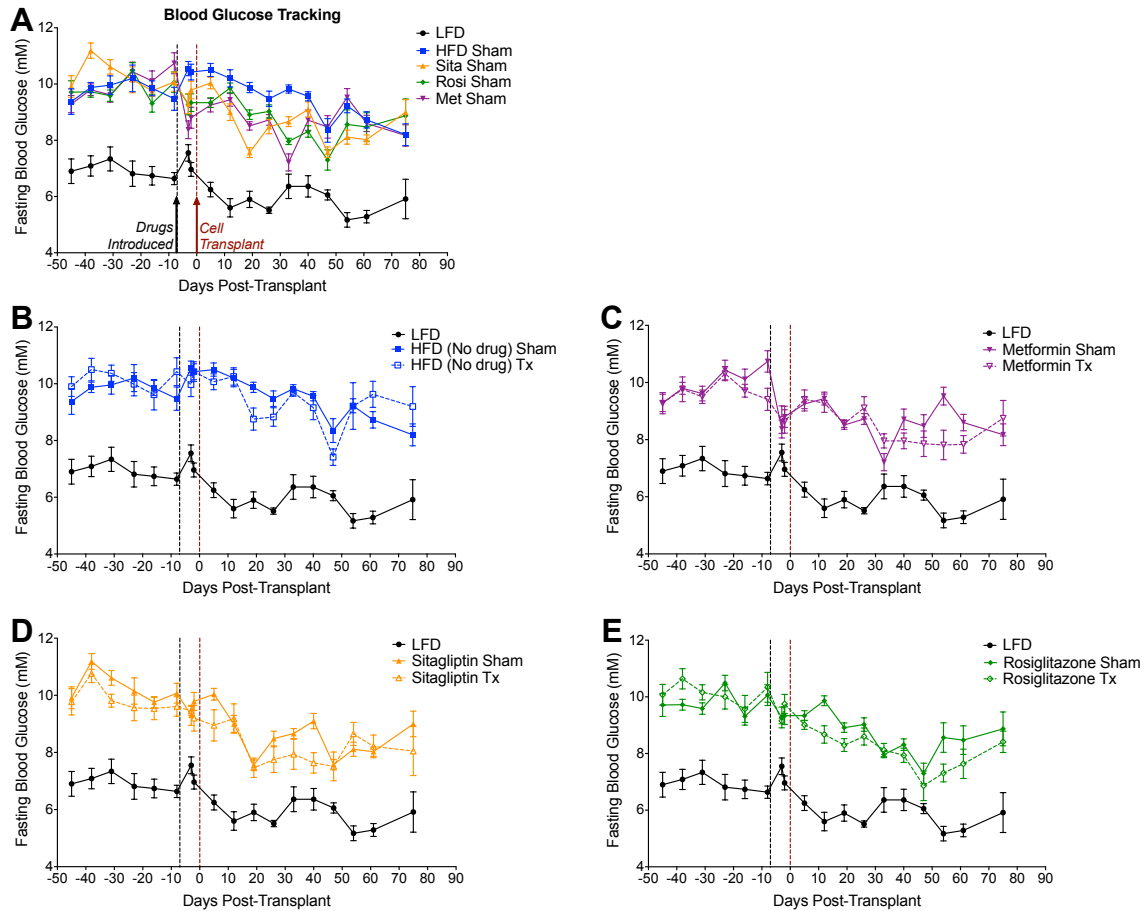 A
Blood Glucose Tracking
LFD
HFD Sham
Sita Sham
Rosi Sham
Met Sham
Fasting Blood Glucose (mM)
12
10
8
6
4
Drugs
Introduced
Cell
Transplant
-50 -40 -30 -20 -10 0 10 20 30 40 50 60 70 80 90
Days Post-Transplant
B
LFD
HFD (No drug) Sham
HFD (No drug) Tx
Fasting Blood Glucose (mM)
12
10
8
6
4
-50 -40 -30 -20 -10 0 10 20 30 40 50 60 70 80 90
Days Post-Transplant
C
LFD
Metformin Sham
Metformin Tx
Fasting Blood Glucose (mM)
12
10
8
6
4
-50 -40 -30 -20 -10 0 10 20 30 40 50 60 70 80 90
Days Post-Transplant
D
LFD
Sitagliptin Sham
Sitagliptin Tx
Fasting Blood Glucose (mM)
12
10
8
6
4
-50 -40 -30 -20 -10 0 10 20 30 40 50 60 70 80 90
Days Post-Transplant
E
LFD
Rosiglitazone Sham
Rosiglitazone Tx
Fasting Blood Glucose (mM)
12
10
8
6
4
-50 -40 -30 -20 -10 0 10 20 30 40 50 60 70 80 90
Days Post-Transplant